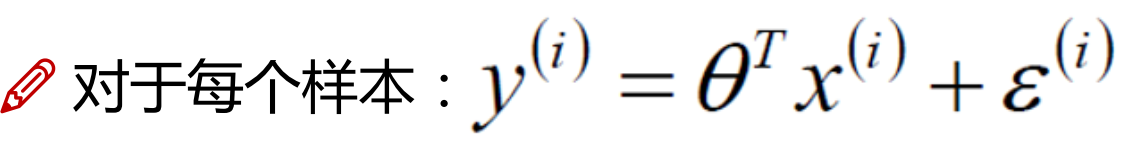 对于每个样本：y^{(i)} = θ^T x^{(i)} + ε^{(i)}